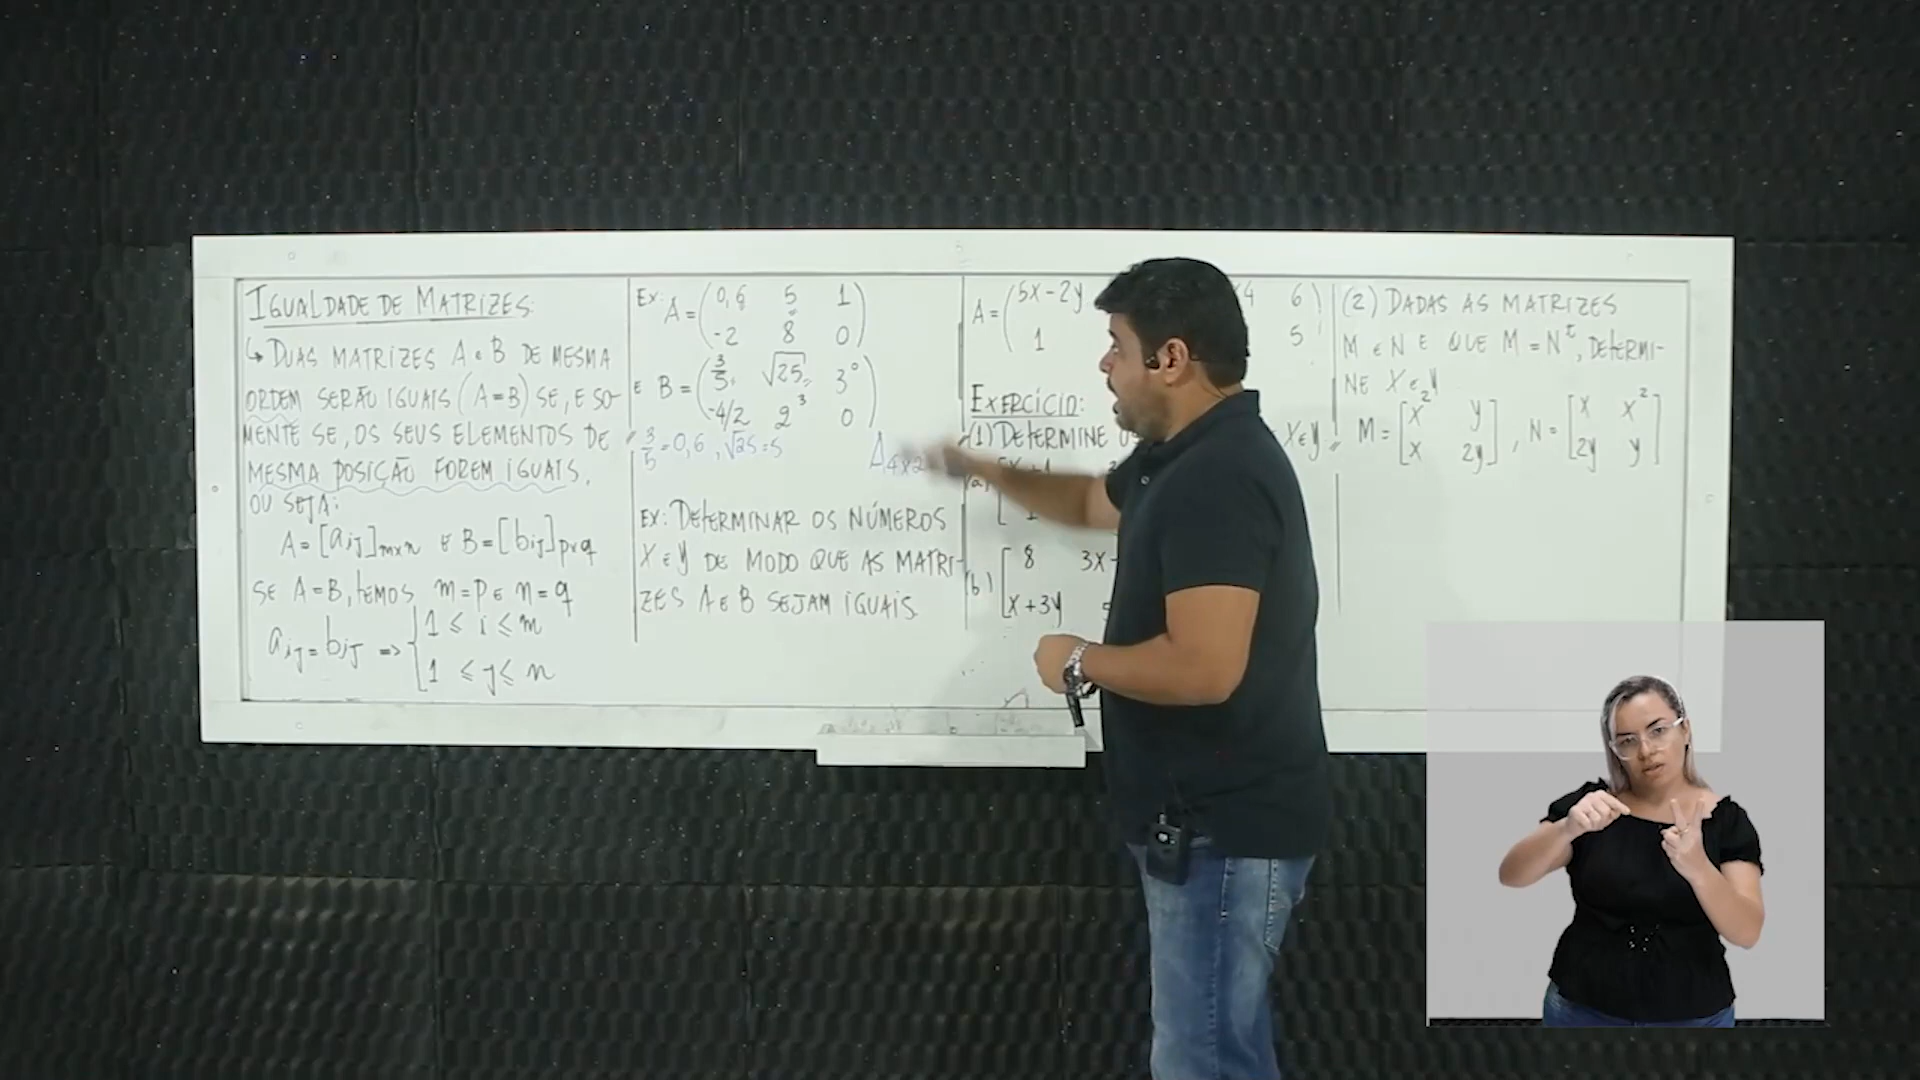 IGUALDADE DE MATRIZES:
↳ DUAS MATRIZES A e B DE MESMA
ORDEM SERÃO IGUAIS (A=B) SE, E SO-
MENTE SE, OS SEUS ELEMENTOS DE
MESMA POSIÇÃO FOREM IGUAIS.
OU SEJA:
A=[aij]mxn e B=[bij]pxq
SE A=B, TEMOS m=p E n=q
aij=bij => { 1 ≤ i ≤ m
1 ≤ j ≤ n
EX: A=(0,6 5 1
-2 8 0)
E B=(3/5 √25 3⁰
-4/2 2³ 0)
3/5=0,6, √25=5
A4x2
EX: DETERMINAR OS NÚMEROS
X E Y DE MODO QUE AS MATRI-
ZES A E B SEJAM IGUAIS.
A=(5X-2Y
1
4 6)
5
EXERCÍCIO:
(1) DETERMINE
X E Y
(a)
1
(b) [8 3X
X+3Y
(2) DADAS AS MATRIZES
M E N E QUE M=Nᵗ, DETERMI-
NE X E Y
M=[x² y
x 2y], N=[x x²
2y y]